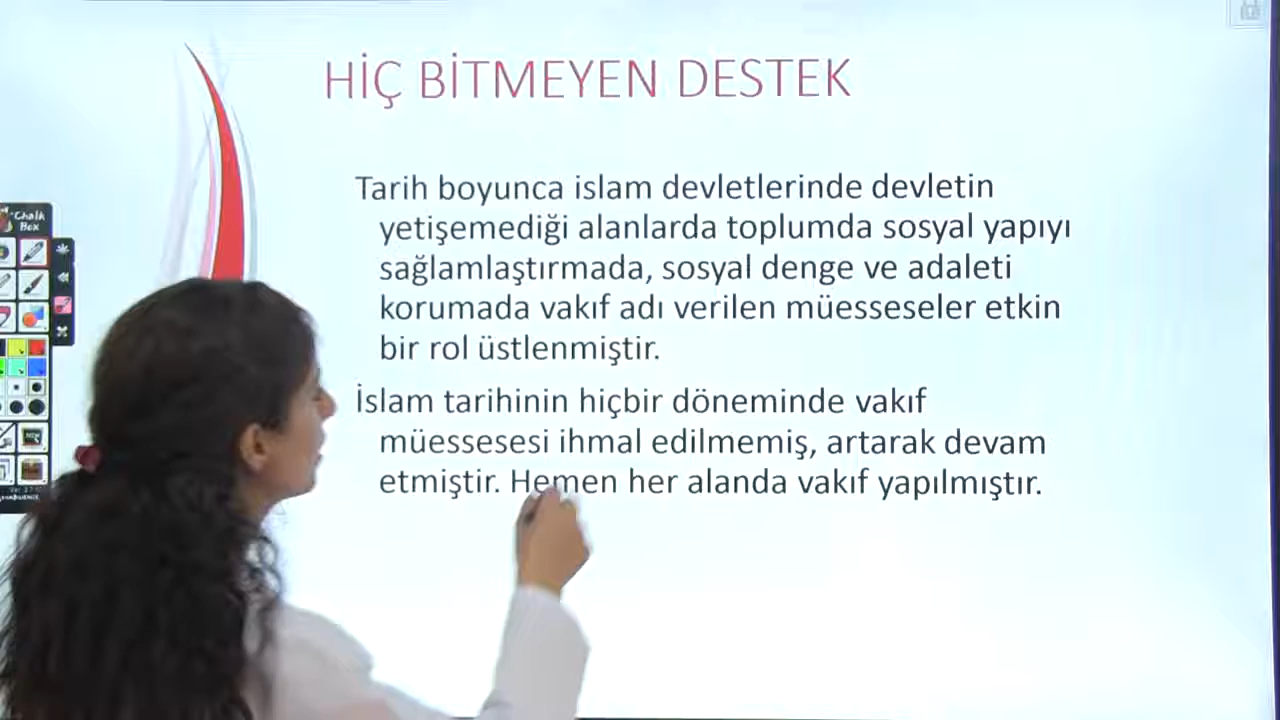 HİÇ BİTMEYEN DESTEK
Tarih boyunca islam devletlerinde devletin
yetişemediği alanlarda toplumda sosyal yapıyı
sağlamlaştırmada, sosyal denge ve adaleti
korumada vakıf adı verilen müesseseler etkin
bir rol üstlenmiştir.
İslam tarihinin hiçbir döneminde vakıf
müessesesi ihmal edilmemiş, artarak devam
etmiştir. Hemen her alanda vakıf yapılmıştır.
Chalk
Box